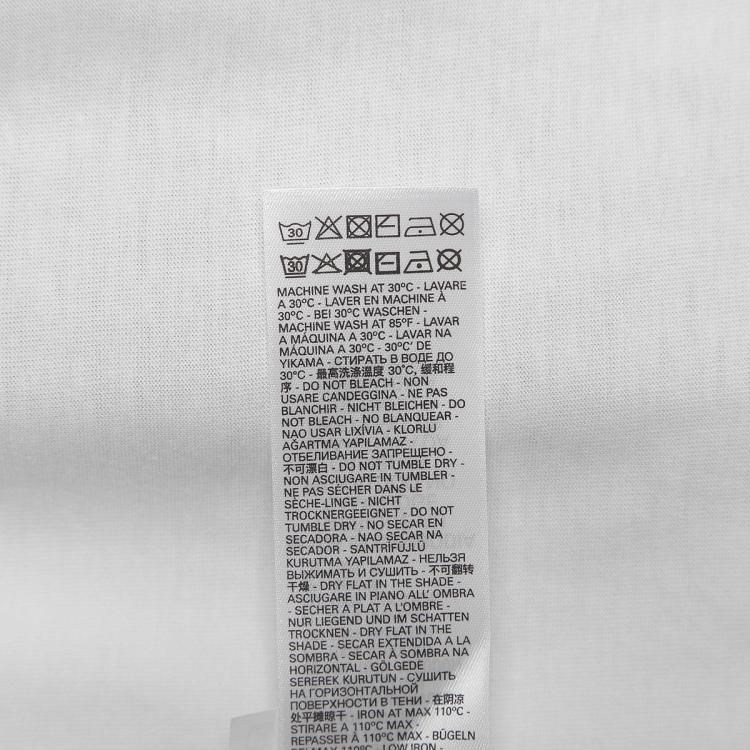 30
30
MACHINE WASH AT 30ºC - LAVARE
A 30ºC - LAVER EN MACHINE À
30ºC - BEI 30ºC WASCHEN -
MACHINE WASH AT 85ºF - LAVAR
A MÁQUINA A 30ºC - LAVAR NA
MÁQUINA A 30ºC - 30ºC’ DE
YIKAMA - СТИРАТЬ В ВОДЕ ДО
30°C - 最高洗涤温度 30°C, 缓和程
序 - DO NOT BLEACH - NON
USARE CANDEGGINA - NE PAS
BLANCHIR - NICHT BLEICHEN - DO
NOT BLEACH - NO BLANQUEAR -
NAO USAR LIXÍVIA - KLORLU
AĞARTMA YAPILAMAZ -
ОТБЕЛИВАНИЕ ЗАПРЕЩЕНО -
不可漂白 - DO NOT TUMBLE DRY -
NON ASCIUGARE IN TUMBLER -
NE PAS SÉCHER DANS LE
SÈCHE-LINGE - NICHT
TROCKNERGEEIGNET - DO NOT
TUMBLE DRY - NO SECAR EN
SECADORA - NAO SECAR NA
SECADOR - SANTRİFÜJLÜ
KURUTMA YAPILAMAZ - НЕЛЬЗЯ
ВЫЖИМАТЬ И СУШИТЬ - 不可翻转
干燥 - DRY FLAT IN THE SHADE -
ASCIUGARE IN PIANO ALL’ OMBRA
- SECHER A PLAT A L'OMBRE -
NUR LIEGEND UND IM SCHATTEN
TROCKNEN - DRY FLAT IN THE
SHADE - SECAR EXTENDIDA A LA
SOMBRA - SECAR À SOMBRA NA
HORIZONTAL - GÖLGEDE
SEREREK KURUTUN - СУШИТЬ
НА ГОРИЗОНТАЛЬНОЙ
ПОВЕРХНОСТИ В ТЕНИ - 在阴凉
处平摊晾干 - IRON AT MAX 110ºC -
STIRARE A 110ºC MAX -
REPASSER À 110ºC MAX - BÜGELN
BEI MAX 110ºC - LOW IRON -